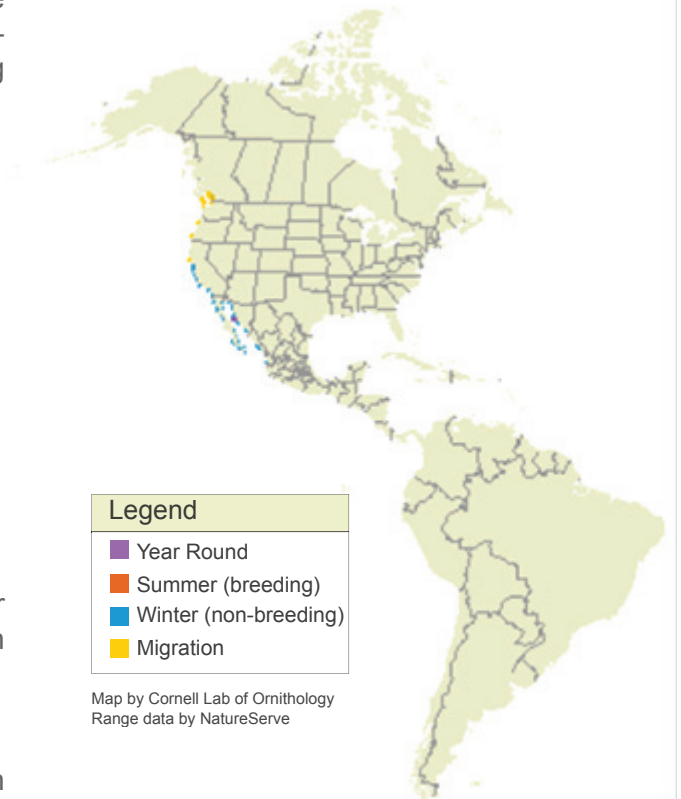 Legend
Year Round
Summer (breeding)
Winter (non-breeding)
Migration
Map by Cornell Lab of Ornithology
Range data by NatureServe